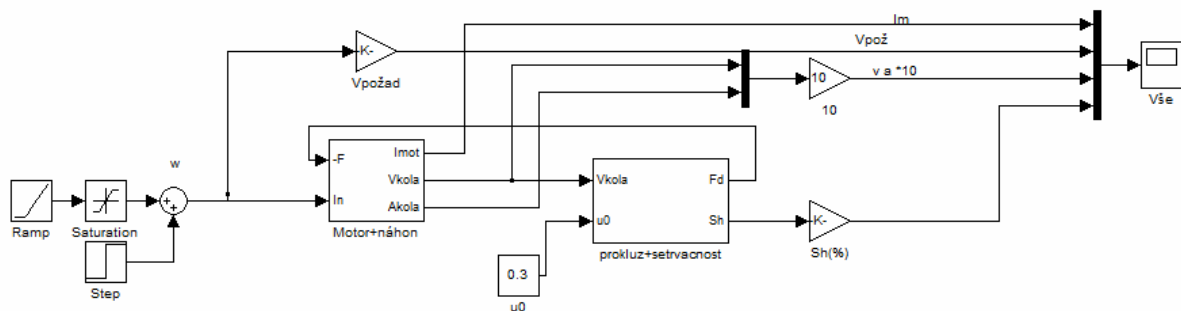 Im
K-
Vpož
Vpožad
10
v a *10
10
Vše
w
-F
Imot
Vkola
In
Akola
Motor+náhon
Vkola
Fd
u0
Sh
prokluz+setrvacnost
K-
Sh(%)
Ramp
Saturation
Step
0.3
u0